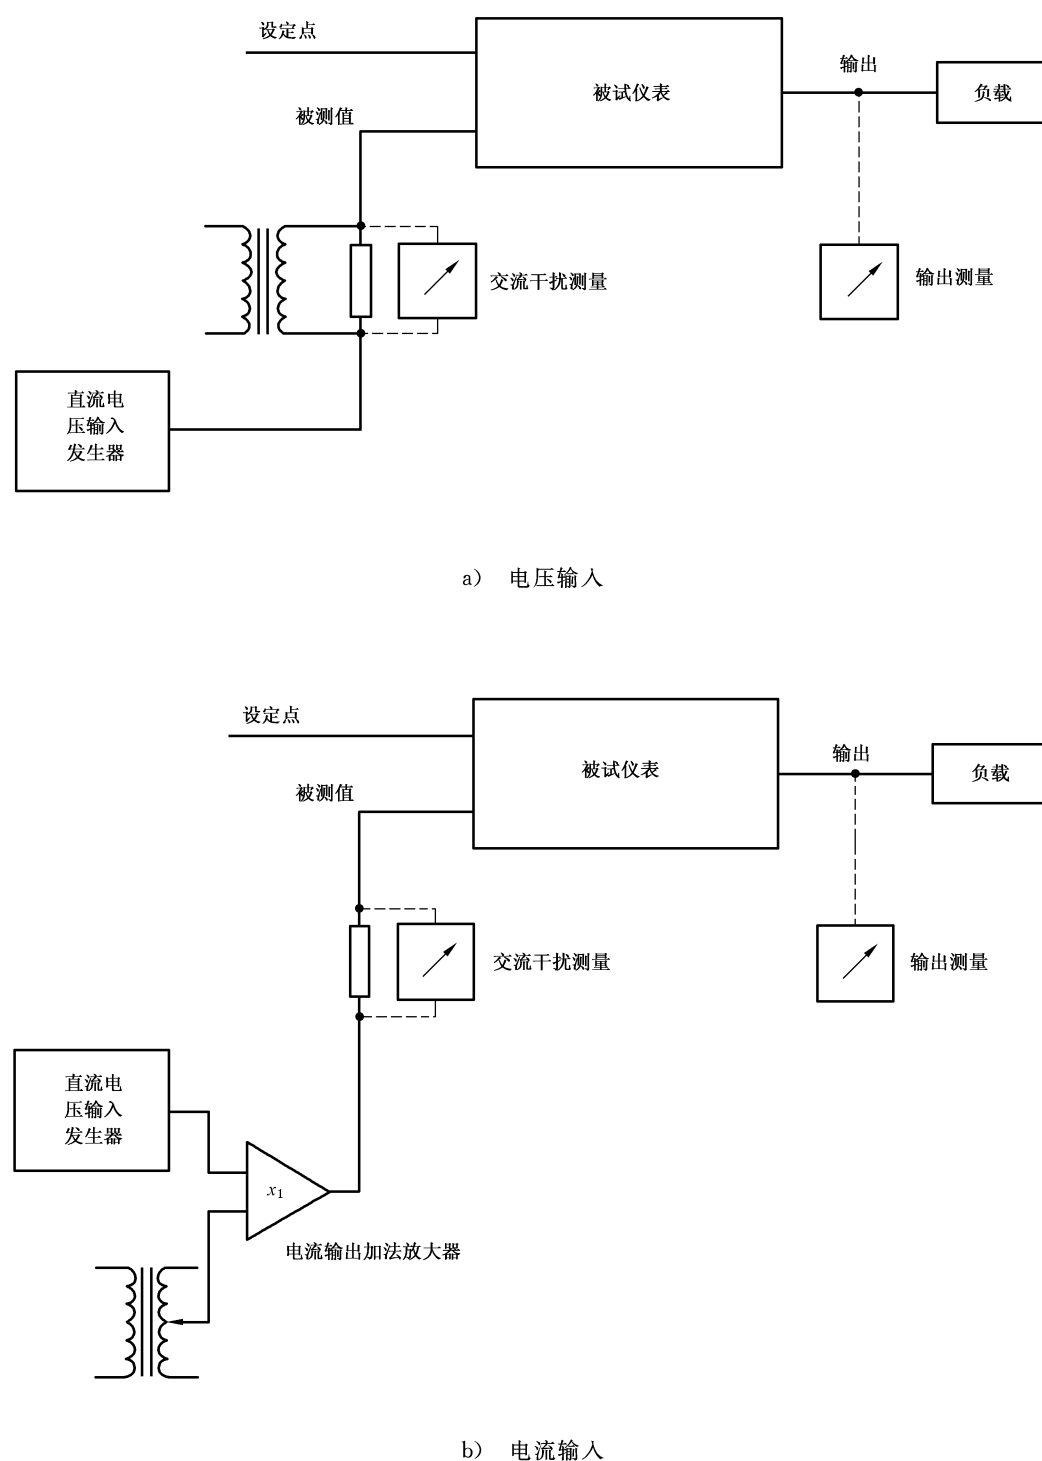 设定点
输出
被试仪表
负载
被测值
交流干扰测量
输出测量
直流电
压输入
发生器
a) 电压输入
设定点
输出
被试仪表
负载
被测值
交流干扰测量
输出测量
直流电
压输入
发生器
x₁
电流输出加法放大器
b) 电流输入